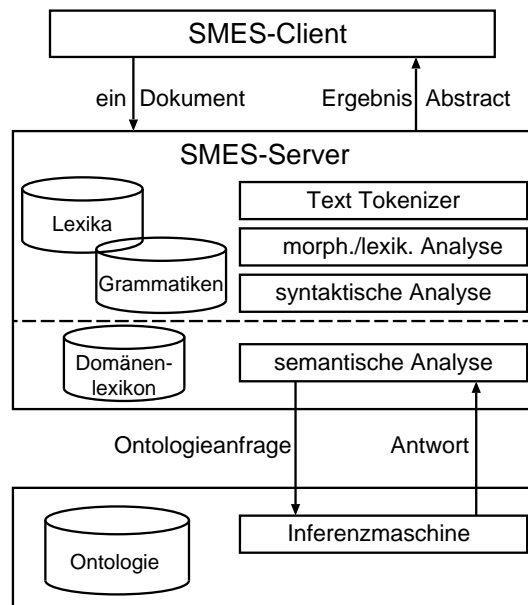 SMES-Client
ein Dokument
Ergebnis Abstract
SMES-Server
Lexika
Grammatiken
Text Tokenizer
morph./lexik. Analyse
syntaktische Analyse
Domänen-
lexikon
semantische Analyse
Ontologieanfrage
Antwort
Ontologie
Inferenzmaschine